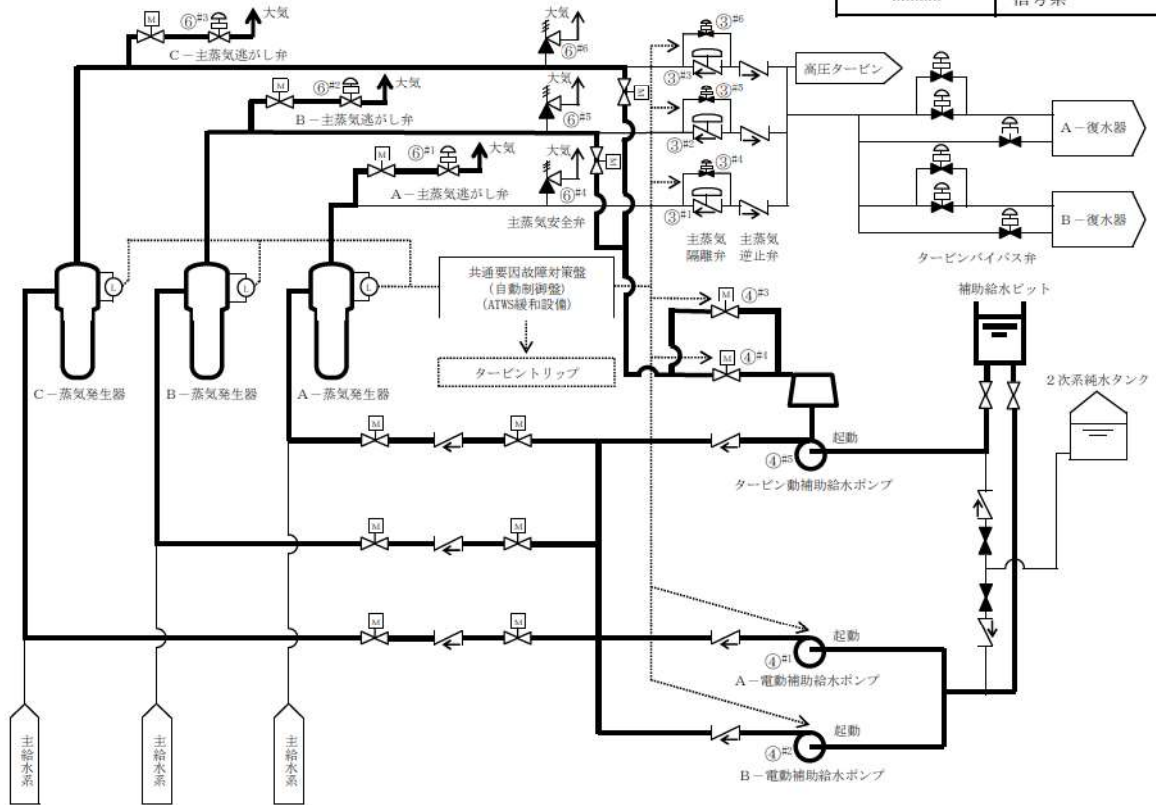 信号系
⑥#3
大気
M
C－主蒸気逃がし弁
⑥#2
大気
M
B－主蒸気逃がし弁
⑥#1
大気
M
A－主蒸気逃がし弁
大気
⑥#6
大気
⑥#5
大気
⑥#4
主蒸気安全弁
M
M
③#6
③#3
③#5
③#2
③#4
③#1
主蒸気
隔離弁
主蒸気
逆止弁
高圧タービン
A－復水器
B－復水器
タービンバイパス弁
L
L
L
C－蒸気発生器
B－蒸気発生器
A－蒸気発生器
共通要因故障対策盤
(自動制御盤)
(ATWS緩和設備)
タービントリップ
M
④#3
M
④#4
補助給水ピット
2次系純水タンク
M
M
起動
④#5
タービン動補助給水ポンプ
M
M
M
M
起動
④#1
A－電動補助給水ポンプ
起動
④#2
B－電動補助給水ポンプ
主給水系
主給水系
主給水系